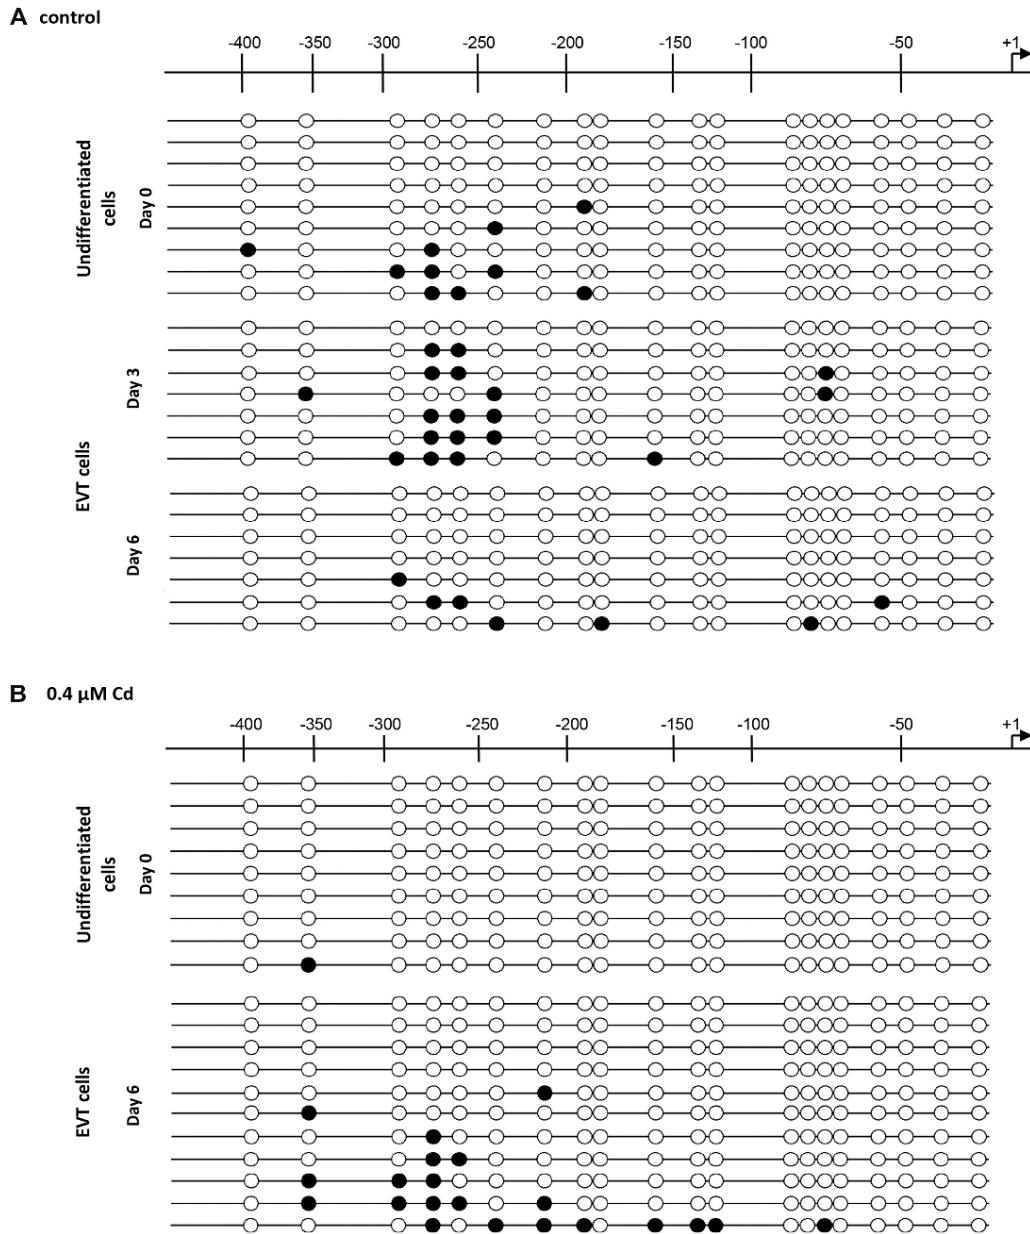 A control
-400 -350 -300 -250 -200 -150 -100 -50 +1
Undifferentiated
cells
Day 0
Day 3
EVT cells
Day 6
B 0.4 µM Cd
-400 -350 -300 -250 -200 -150 -100 -50 +1
Undifferentiated
cells
Day 0
EVT cells
Day 6